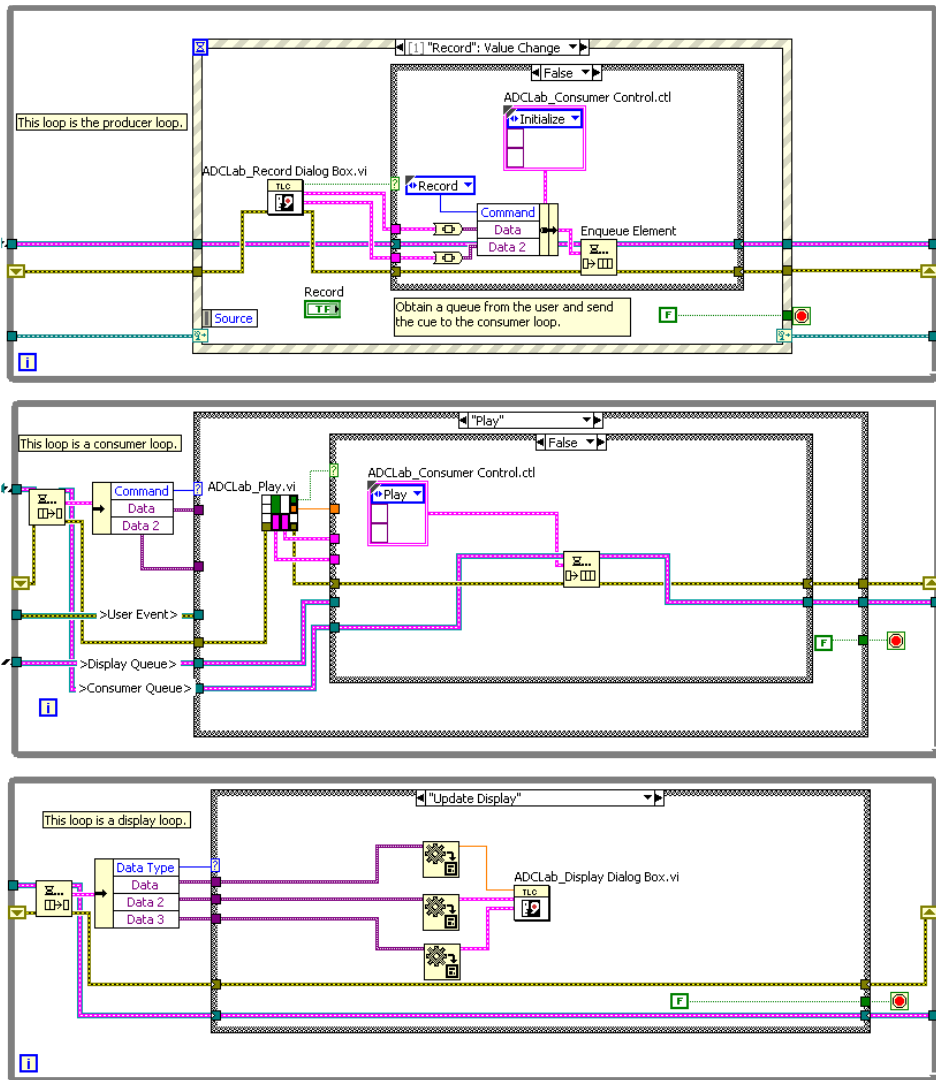 [1] "Record": Value Change
False
ADCLab_Consumer Control.ctl
Initialize
This loop is the producer loop.
ADCLab_Record Dialog Box.vi
TLC
Record
Command
Data
Data 2
Enqueue Element
Record
TF
Obtain a queue from the user and send
the cue to the consumer loop.
F
Source
i
"Play"
False
This loop is a consumer loop.
ADCLab_Play.vi
ADCLab_Consumer Control.ctl
Play
Command
Data
Data 2
>User Event>
>Display Queue>
>Consumer Queue>
F
i
"Update Display"
This loop is a display loop.
Data Type
Data
Data 2
Data 3
ADCLab_Display Dialog Box.vi
TLC
F
i